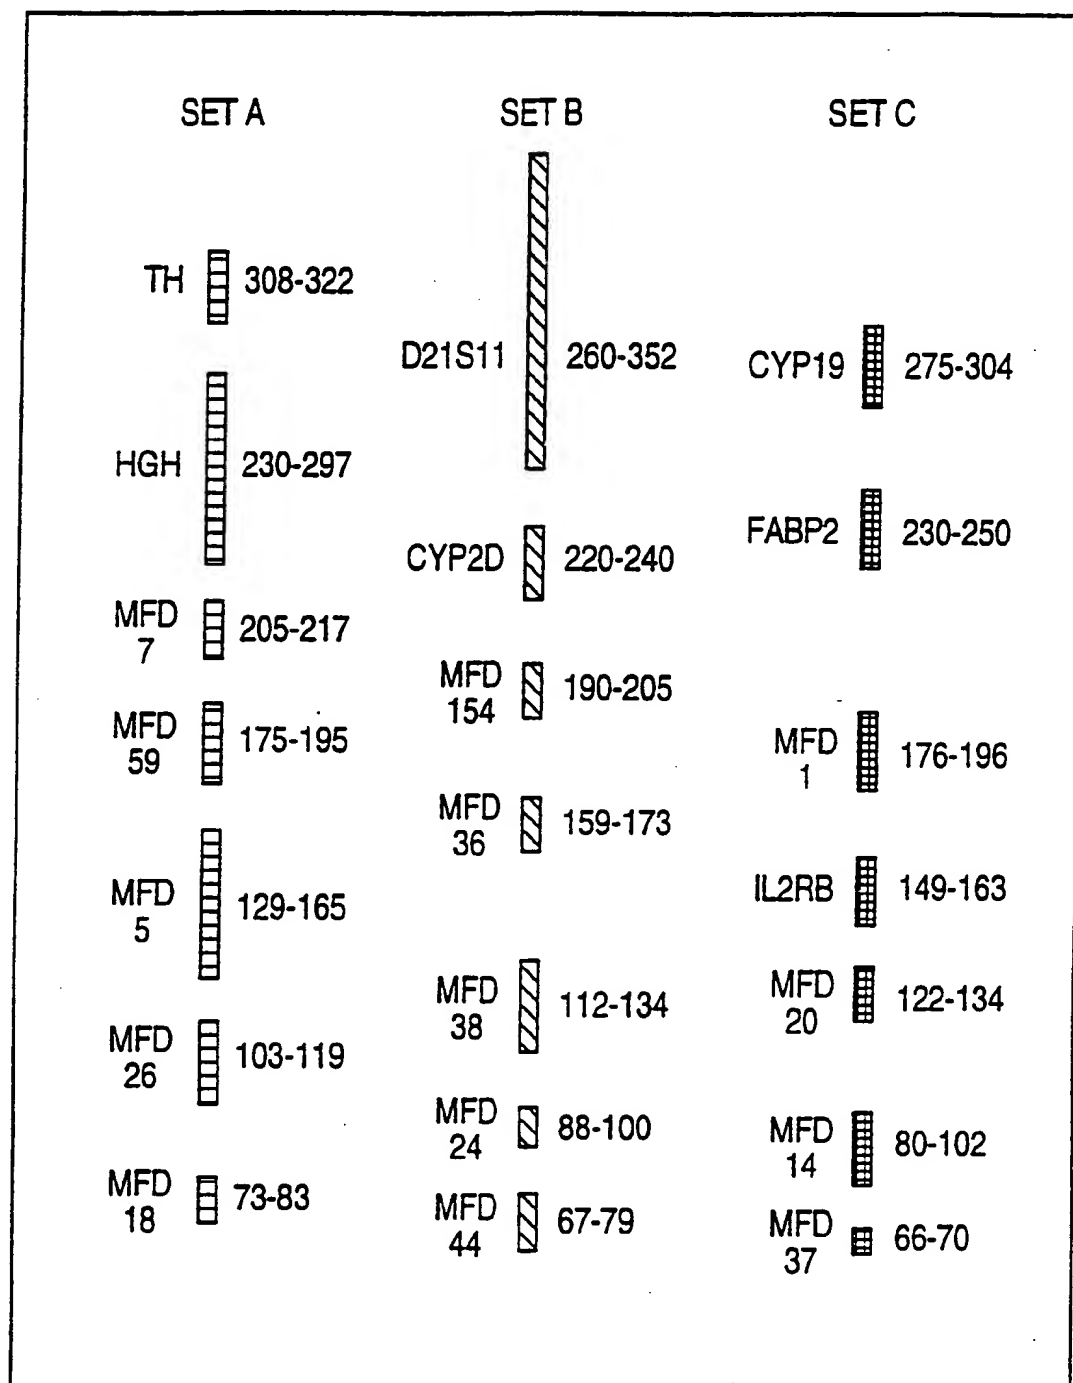 SET A
TH 308-322
HGH 230-297
MFD 7 205-217
MFD 59 175-195
MFD 5 129-165
MFD 26 103-119
MFD 18 73-83
SET B
D21S11 260-352
CYP2D 220-240
MFD 154 190-205
MFD 36 159-173
MFD 38 112-134
MFD 24 88-100
MFD 44 67-79
SET C
CYP19 275-304
FABP2 230-250
MFD 1 176-196
IL2RB 149-163
MFD 20 122-134
MFD 14 80-102
MFD 37 66-70